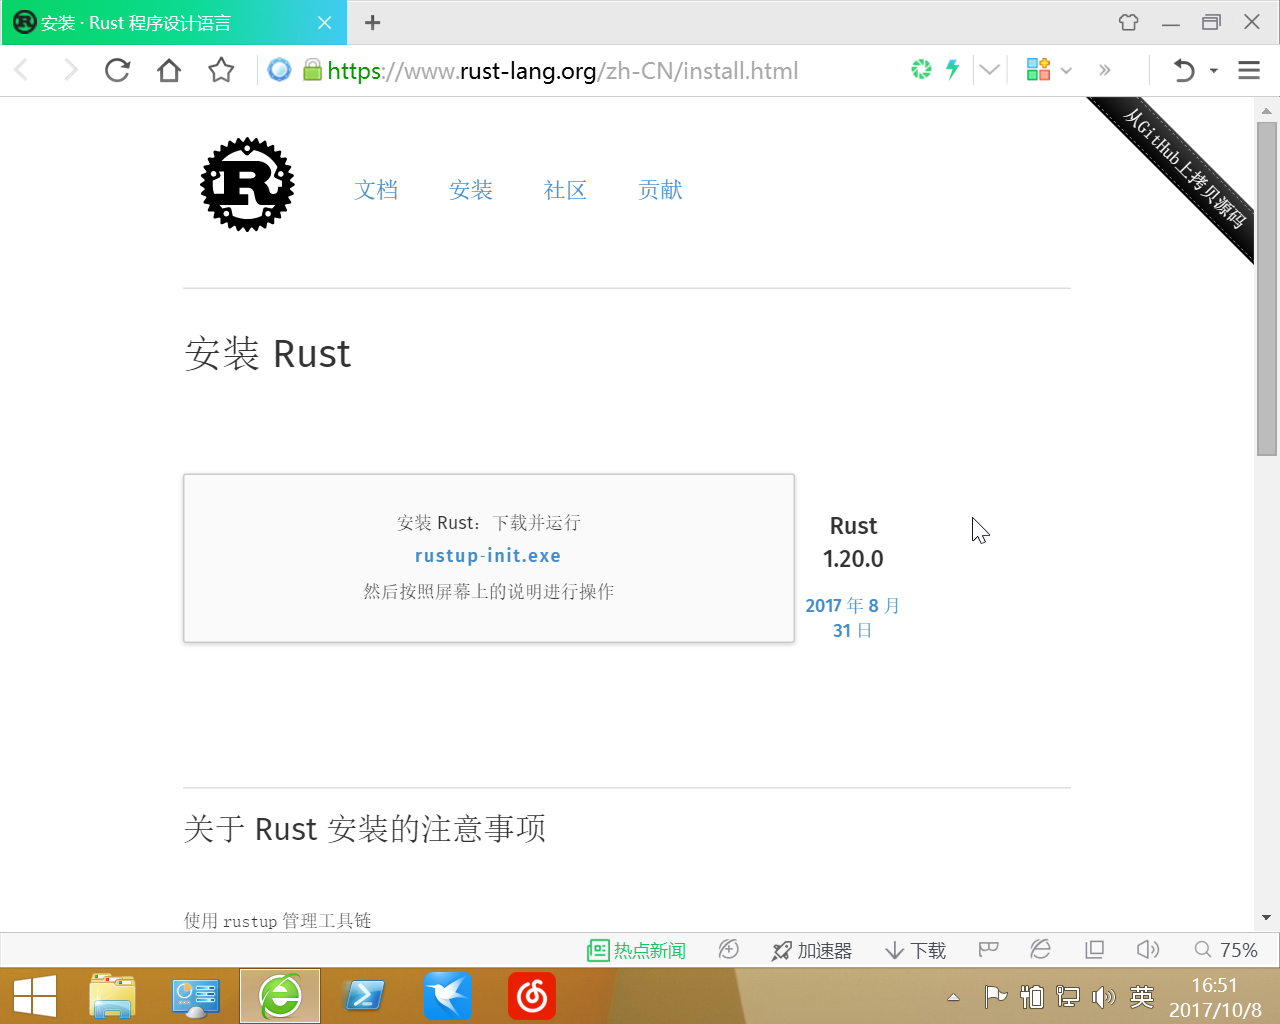 安装 · Rust 程序设计语言
https://www.rust-lang.org/zh-CN/install.html
从GitHub上拷贝源码
文档 安装 社区 贡献
安装 Rust
安装 Rust：下载并运行
rustup-init.exe
然后按照屏幕上的说明进行操作
Rust
1.20.0
2017 年 8 月
31 日
关于 Rust 安装的注意事项
使用 rustup 管理工具链
热点新闻 加速器 下载 75%
英
16:51
2017/10/8